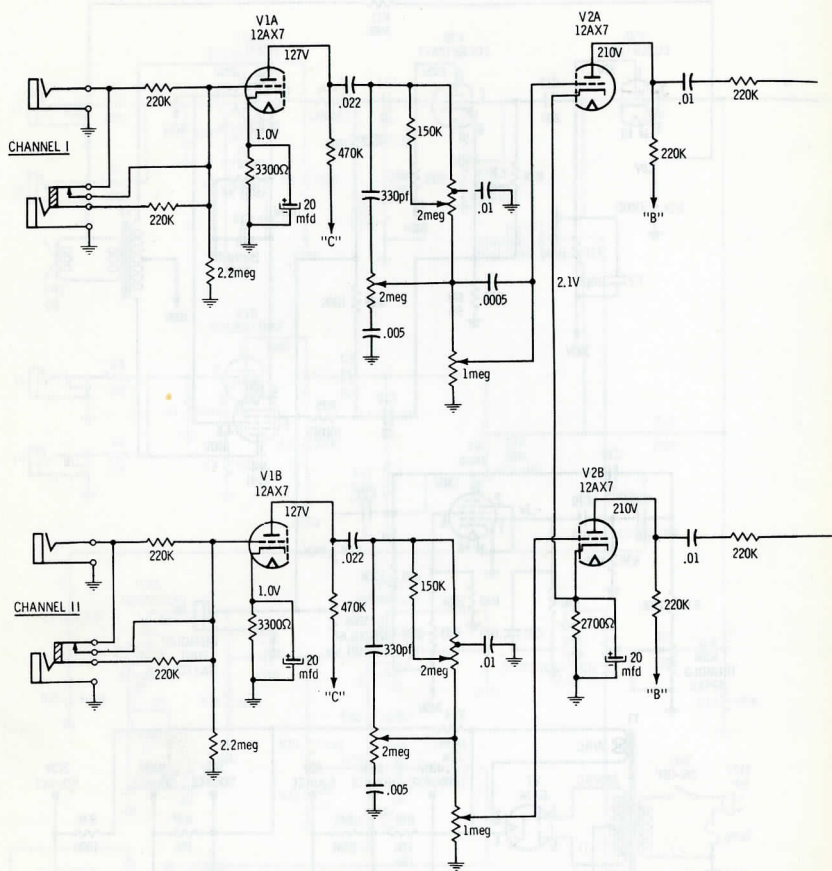 V1A
12AX7
127V
V2A
12AX7
210V
220K
.022
.01
220K
CHANNEL I
1.0V
3300Ω
20
mfd
470K
"C"
150K
330pf
2meg
.01
220K
"B"
220K
2.2meg
2meg
.0005
2.1V
.005
1meg
V1B
12AX7
127V
V2B
12AX7
210V
220K
.022
.01
220K
CHANNEL II
1.0V
3300Ω
20
mfd
470K
"C"
150K
330pf
2meg
.01
2700Ω
20
mfd
220K
"B"
220K
2.2meg
2meg
.005
1meg